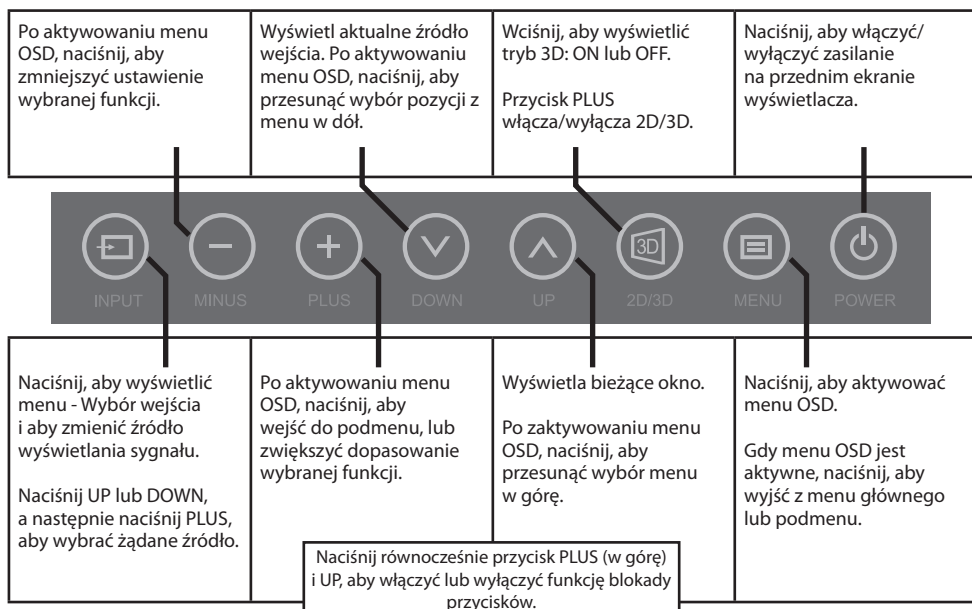 Po aktywowaniu menu
OSD, naciśnij, aby
zmniejszyć ustawienie
wybranej funkcji.
Wyświetl aktualne źródło
wejścia. Po aktywowaniu
menu OSD, naciśnij, aby
przesunąć wybór pozycji z
menu w dół.
Wciśnij, aby wyświetlić
tryb 3D: ON lub OFF.
Przycisk PLUS
włącza/wyłącza 2D/3D.
Naciśnij, aby włączyć/
wyłączyć zasilanie
na przednim ekranie
wyświetlacza.
3D
INPUT MINUS PLUS DOWN UP 2D/3D MENU POWER
Naciśnij, aby wyświetlić
menu - Wybór wejścia
i aby zmienić źródło
wyświetlania sygnału.
Naciśnij UP lub DOWN,
a następnie naciśnij PLUS,
aby wybrać żądane źródło.
Po aktywowaniu menu
OSD, naciśnij, aby
wejść do podmenu, lub
zwiększyć dopasowanie
wybranej funkcji.
Wyświetla bieżące okno.
Po zaktywowaniu menu
OSD, naciśnij, aby
przesunąć wybór menu
w górę.
Naciśnij, aby aktywować
menu OSD.
Gdy menu OSD jest
aktywne, naciśnij, aby
wyjść z menu głównego
lub podmenu.
Naciśnij równocześnie przycisk PLUS (w górę)
i UP, aby włączyć lub wyłączyć funkcję blokady
przycisków.